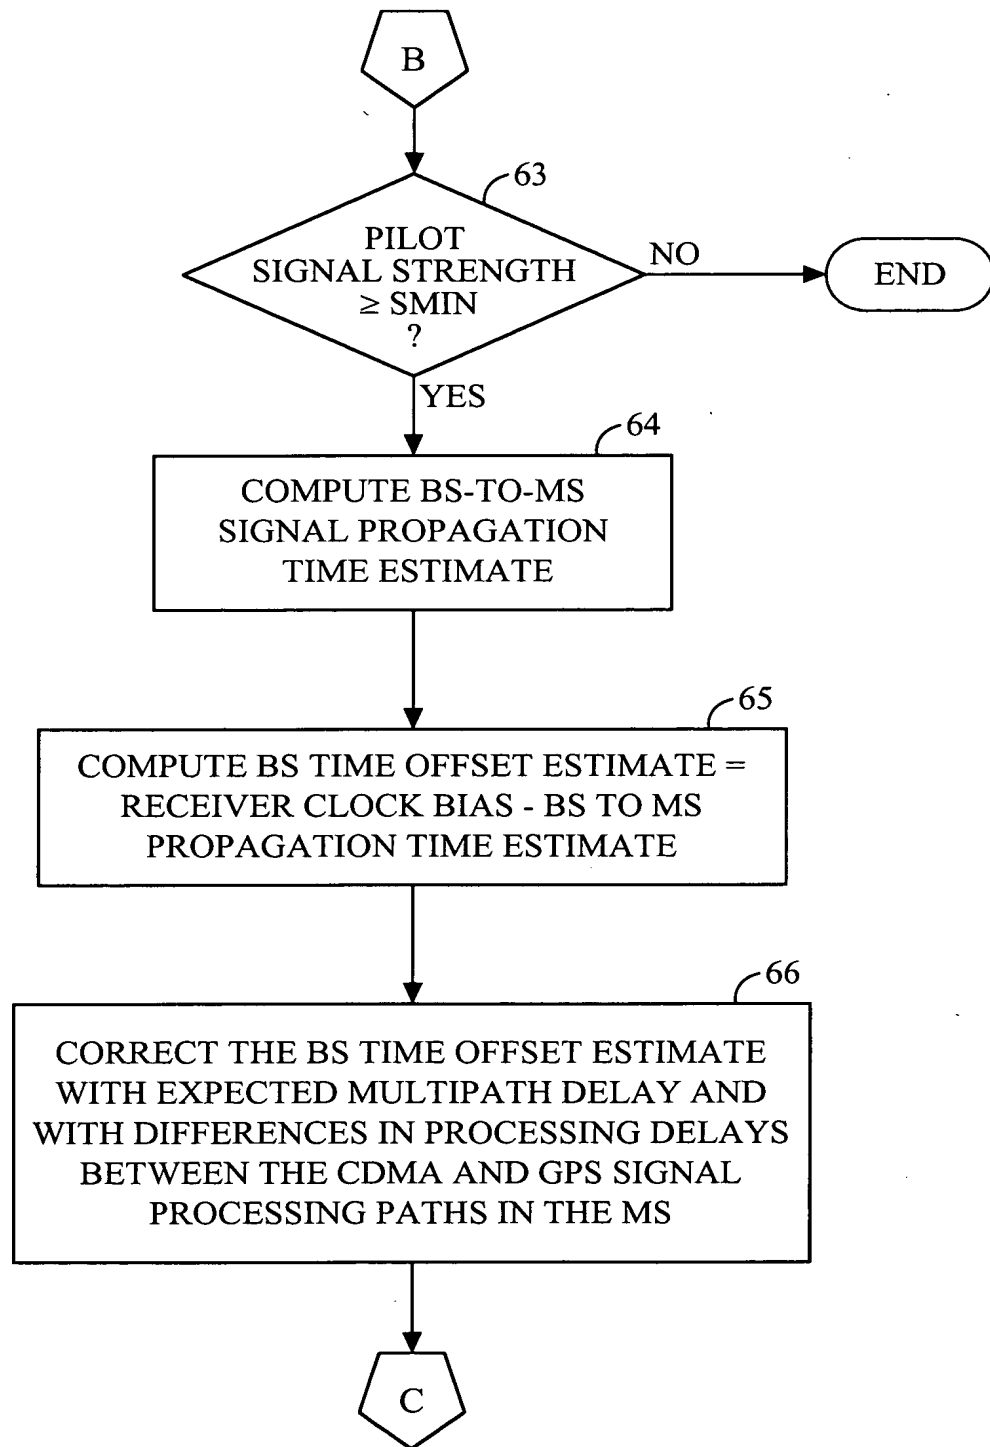 B
63
PILOT
SIGNAL STRENGTH
≥ SMIN
?
NO
END
YES
64
COMPUTE BS-TO-MS
SIGNAL PROPAGATION
TIME ESTIMATE
65
COMPUTE BS TIME OFFSET ESTIMATE =
RECEIVER CLOCK BIAS - BS TO MS
PROPAGATION TIME ESTIMATE
66
CORRECT THE BS TIME OFFSET ESTIMATE
WITH EXPECTED MULTIPATH DELAY AND
WITH DIFFERENCES IN PROCESSING DELAYS
BETWEEN THE CDMA AND GPS SIGNAL
PROCESSING PATHS IN THE MS
C